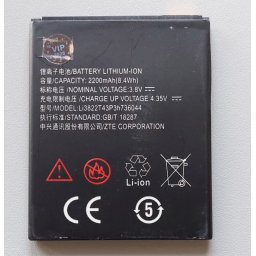 VIP
锂离子电池/BATTERY LITHIUM-ION
容量/CAPACITY: 2200mAh(8.4Wh)
标称电压/NOMINAL VOLTAGE:3.8V⎓
充电限制电压/CHARGE UP VOLTAGE 4.35V
型号/MODEL:Li3822T43P3h736044
执行标准/STANDARD:GB/T 18287
中兴通讯股份有限公司/ZTE CORPORATION
Li-ion
CE
5